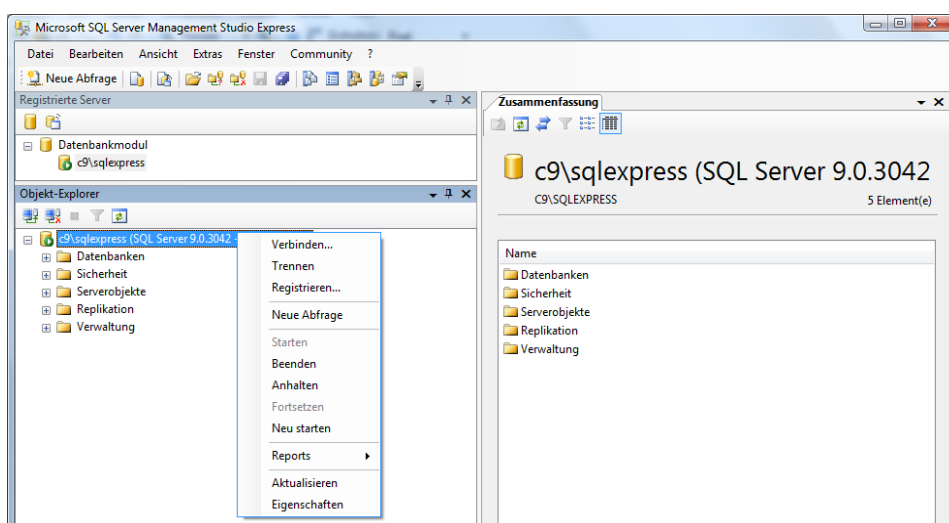 Microsoft SQL Server Management Studio Express
Datei Bearbeiten Ansicht Extras Fenster Community ?
Neue Abfrage
Registrierte Server
Datenbankmodul
c9\sqlexpress
Objekt-Explorer
c9\sqlexpress (SQL Server 9.0.3042 -
Datenbanken
Sicherheit
Serverobjekte
Replikation
Verwaltung
Verbinden...
Trennen
Registrieren...
Neue Abfrage
Starten
Beenden
Anhalten
Fortsetzen
Neu starten
Reports
Aktualisieren
Eigenschaften
Zusammenfassung
c9\sqlexpress (SQL Server 9.0.3042
C9\SQLEXPRESS
5 Element(e)
Name
Datenbanken
Sicherheit
Serverobjekte
Replikation
Verwaltung